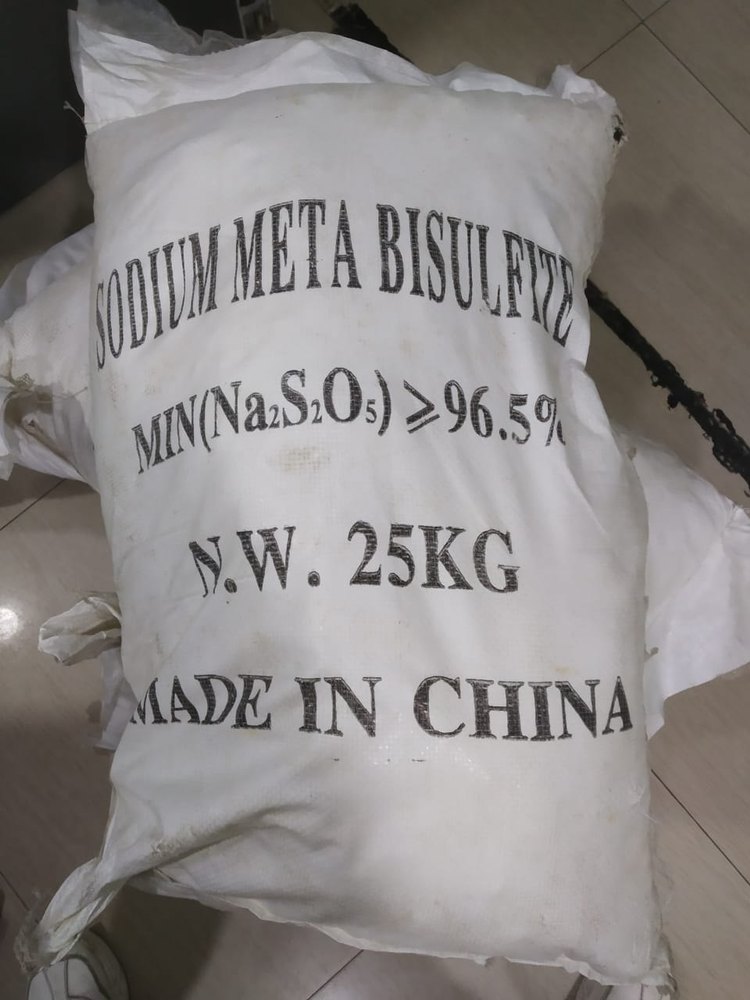 SODIUM META BISULFITE
MIN(Na₂S₂O₅) ⩾96.5%
N.W. 25KG
MADE IN CHINA